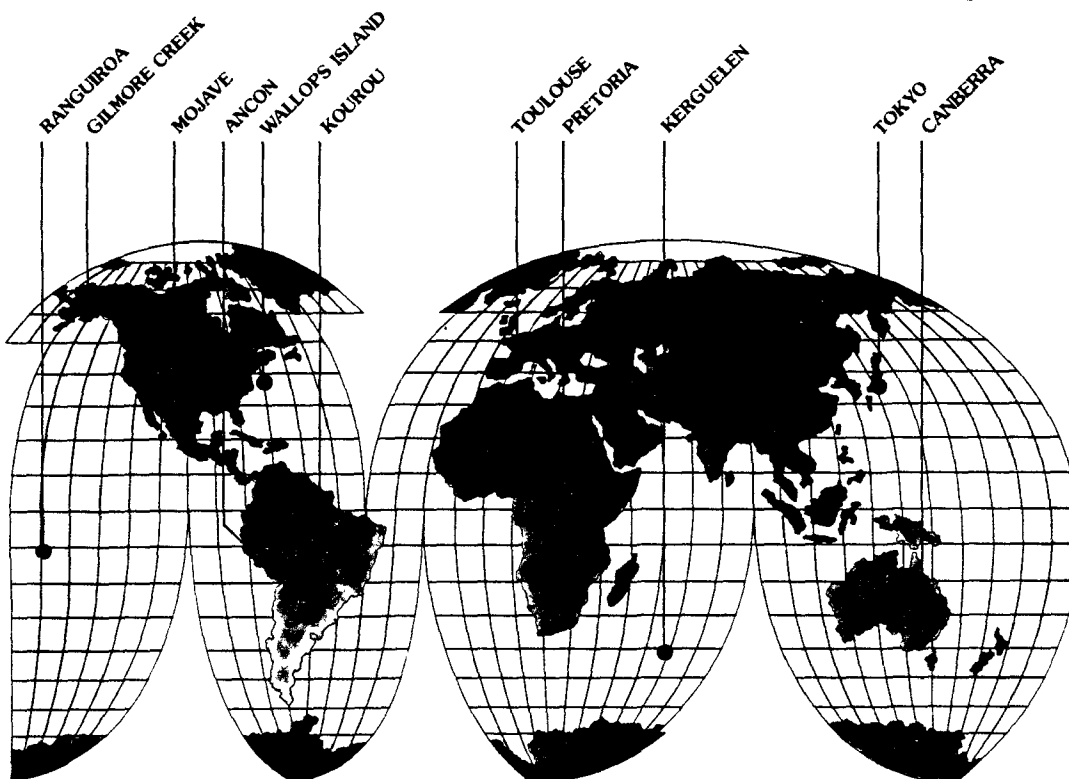 RANGUIROA
GILMORE CREEK
MOJAVE
ANCON
WALLOPS ISLAND
KOUROU
TOULOUSE
PRETORIA
KERGUELEN
TOKYO
CANBERRA